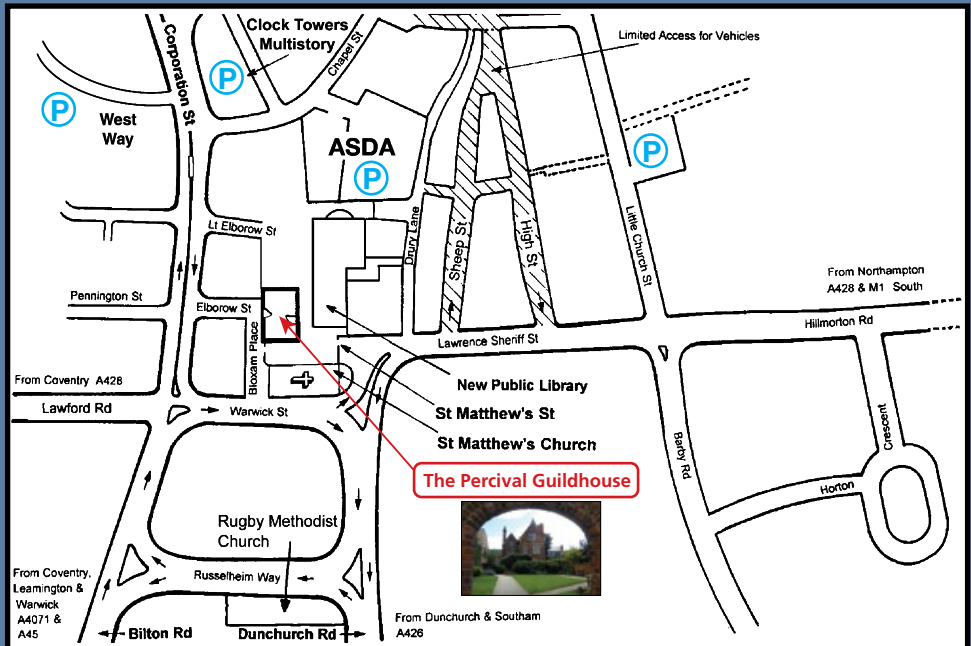 Clock Towers
Multistory
Corporation St
Chapel St
Limited Access for Vehicles
P
P
West
Way
ASDA
P
P
Lt Elborow St
Drury Lane
Sheep St
High St
Little Church St
Pennington St
Elborow St
Bloxam Place
From Northampton
A428 & M1 South
Hillmorton Rd
Lawrence Sheriff St
From Coventry A428
Lawford Rd
Warwick St
New Public Library
St Matthew's St
St Matthew's Church
The Percival Guildhouse
Barby Rd
Crescent
Horton
Rugby Methodist
Church
Russelheim Way
From Coventry,
Leamington &
Warwick
A4071 &
A45
Bilton Rd
Dunchurch Rd
From Dunchurch & Southam
A426